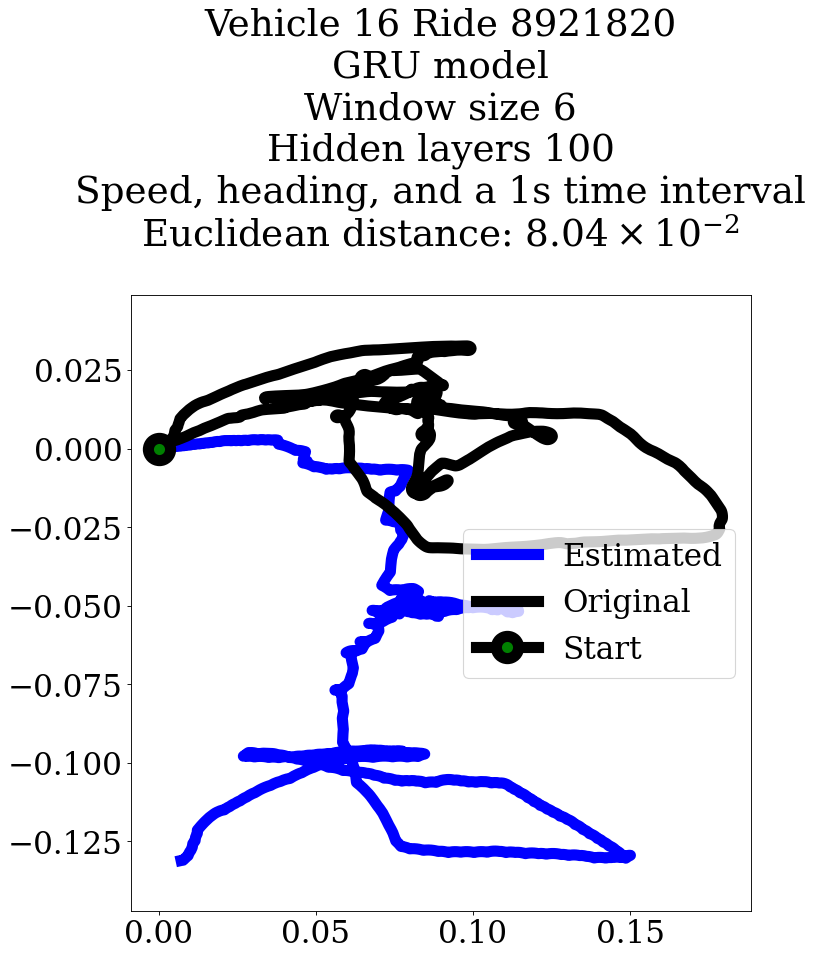 Vehicle 16 Ride 8921820
GRU model
Window size 6
Hidden layers 100
Speed, heading, and a 1s time interval
Euclidean distance: 8.04 × 10⁻²
0.025
0.000
−0.025
−0.050
−0.075
−0.100
−0.125
Estimated
Original
Start
0.00 0.05 0.10 0.15